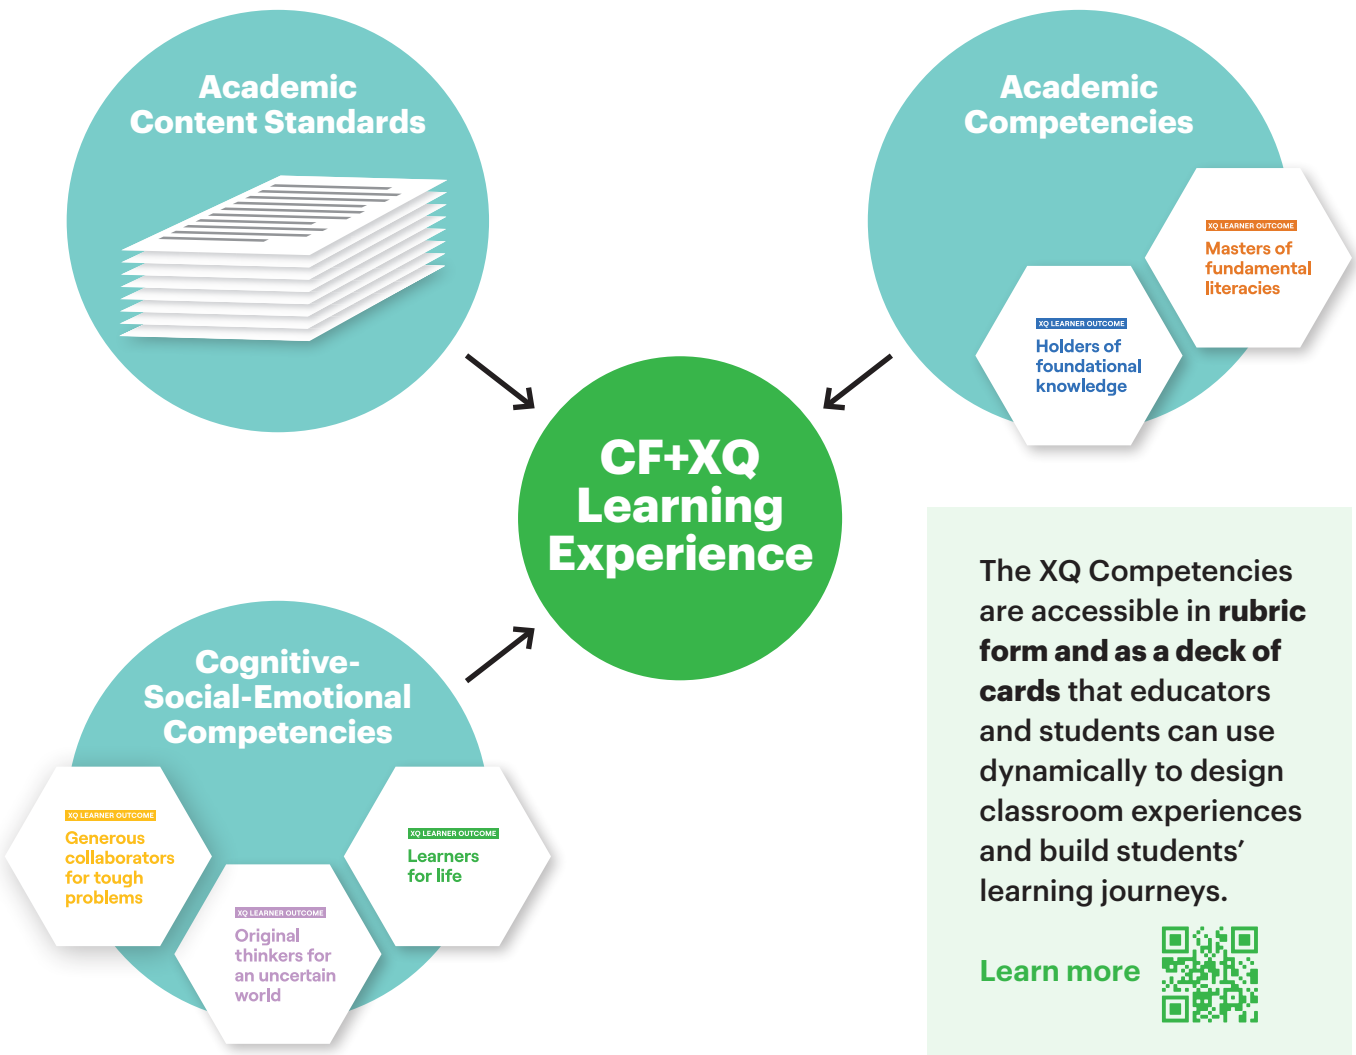 Academic
Content Standards
Academic
Competencies
XQ LEARNER OUTCOME
Masters of
fundamental
literacies
XQ LEARNER OUTCOME
Holders of
foundational
knowledge
CF+XQ
Learning
Experience
Cognitive-
Social-Emotional
Competencies
XQ LEARNER OUTCOME
Generous
collaborators
for tough
problems
XQ LEARNER OUTCOME
Original
thinkers for
an uncertain
world
XQ LEARNER OUTCOME
Learners
for life
The XQ Competencies
are accessible in rubric
form and as a deck of
cards that educators
and students can use
dynamically to design
classroom experiences
and build students’
learning journeys.
Learn more